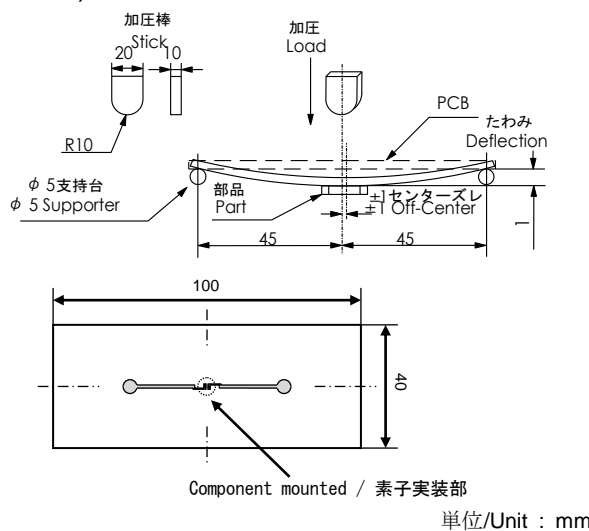 加圧棒
Stick
20
10
R10
加圧
Load
PCB
たわみ
Deflection
φ 5支持台
φ 5 Supporter
部品
Part
±1センターズレ
±1 Off-Center
45
45
1
100
40
Component mounted / 素子実装部
単位/Unit : mm